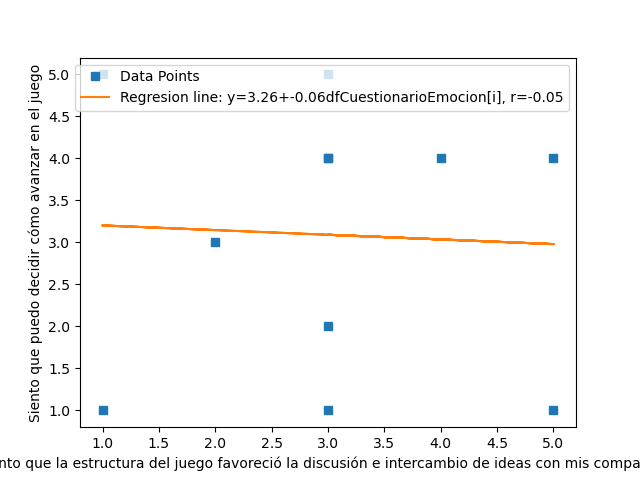 5.0
4.5
4.0
3.5
3.0
2.5
2.0
1.5
1.0
Siento que puedo decidir cómo avanzar en el juego
Data Points
Regresion line: y=3.26+-0.06dfCuestionarioEmocion[i], r=-0.05
1.0 1.5 2.0 2.5 3.0 3.5 4.0 4.5 5.0
que la estructura del juego favoreció la discusión e intercambio de ideas con mis